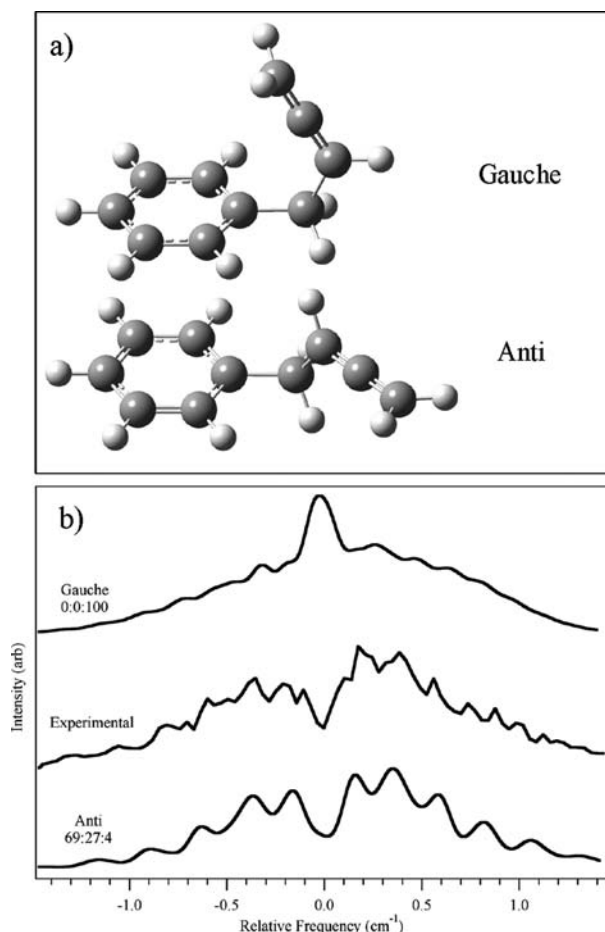 a)
Gauche
Anti
b)
Gauche
0:0:100
Experimental
Anti
69:27:4
Intensity (arb)
-1.0 -0.5 0.0 0.5 1.0
Relative Frequency (cm⁻¹)